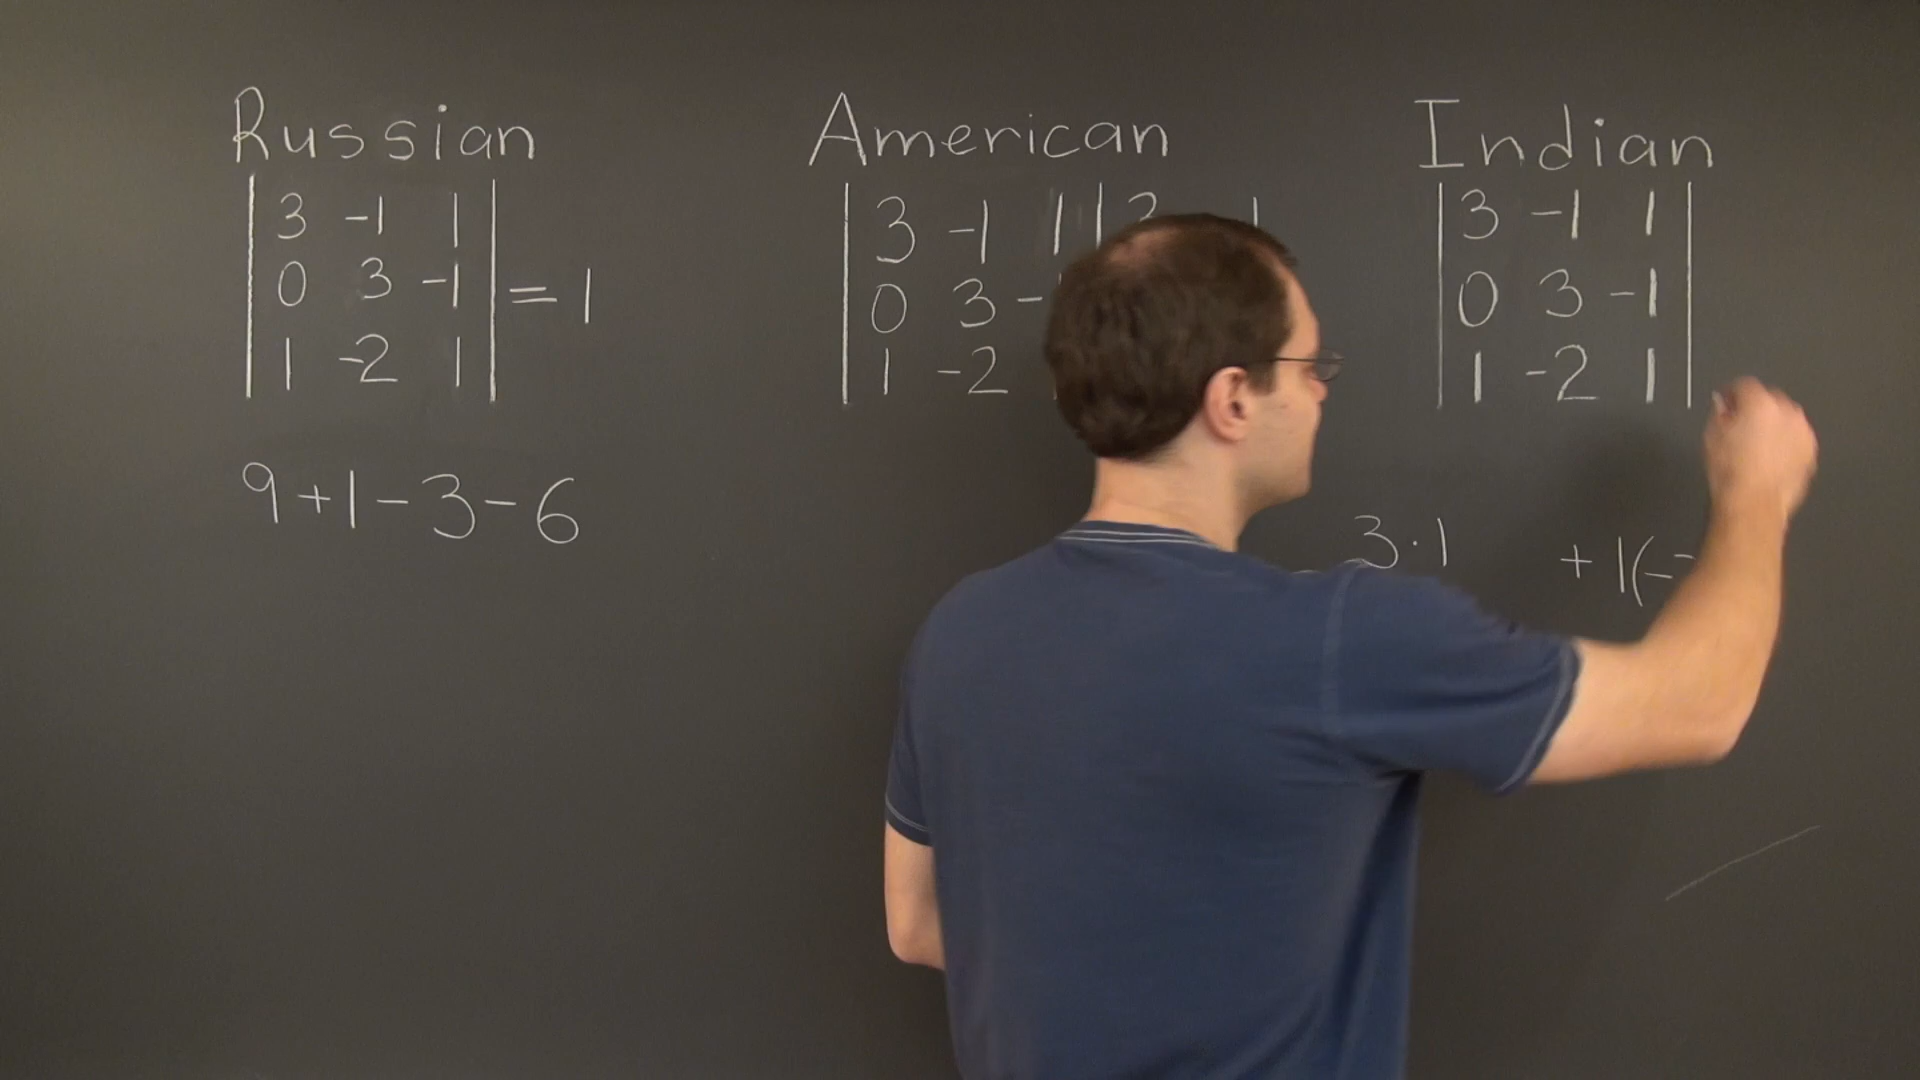 Russian
3 -1 1
0 3 -1 = 1
1 -2 1
9+1-3-6
American
3 -1 1
0 3
1 -2
Indian
3 -1 1
0 3 -1
1 -2 1
3·1 + 1(-